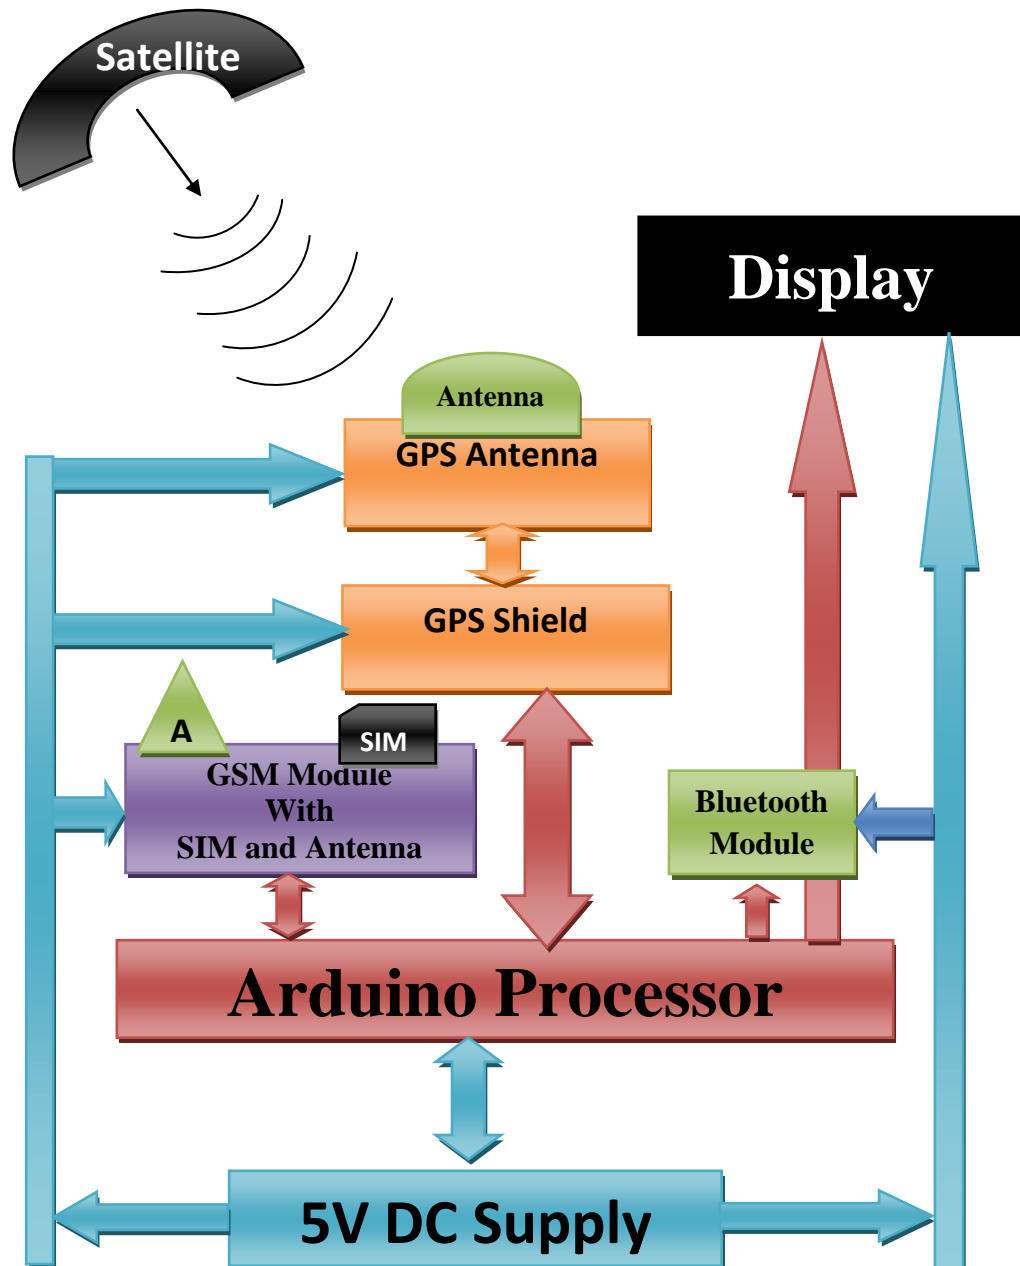 Satellite
Display
Antenna
GPS Antenna
GPS Shield
A
SIM
GSM Module
With
SIM and Antenna
Bluetooth
Module
Arduino Processor
5V DC Supply